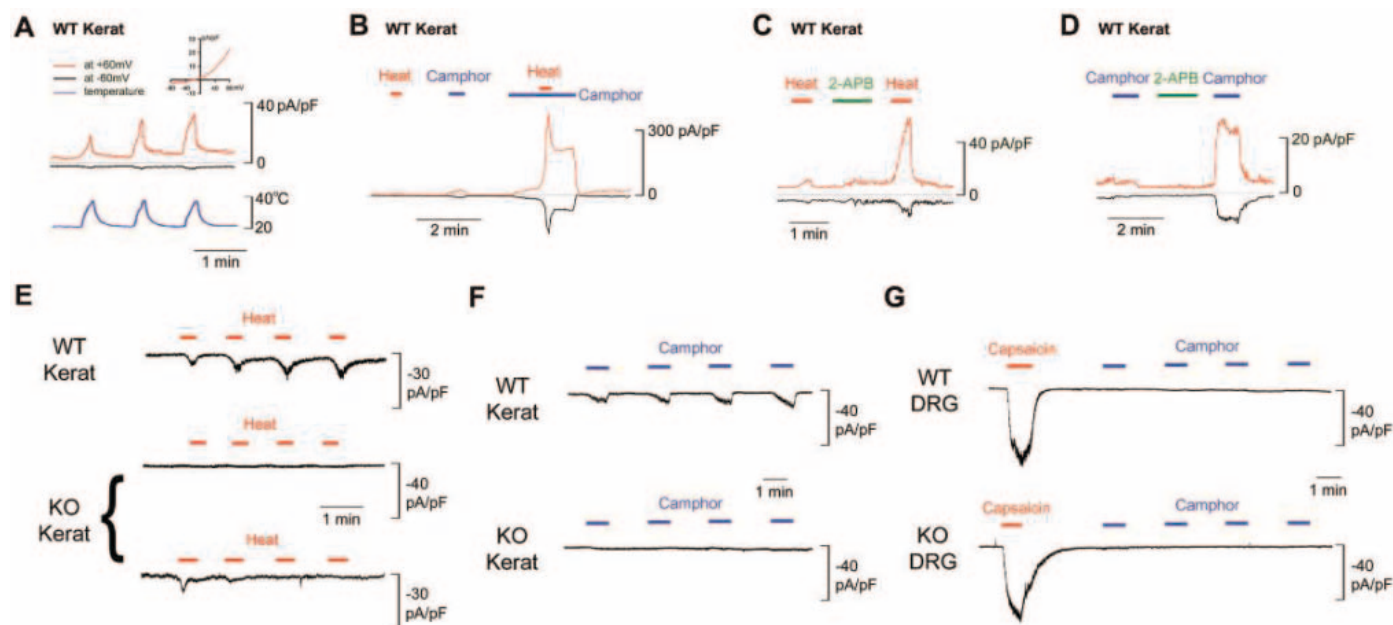 A
WT Kerat
at +60mV
at -60mV
temperature
pA/pF
40 pA/pF
0
40°C
20
1 min
B
WT Kerat
Heat
Camphor
Heat
Camphor
300 pA/pF
0
2 min
C
WT Kerat
Heat
2-APB
Heat
40 pA/pF
0
1 min
D
WT Kerat
Camphor
2-APB
Camphor
20 pA/pF
0
2 min
E
WT
Kerat
Heat
-30
pA/pF
Heat
-40
pA/pF
1 min
KO
Kerat
Heat
-30
pA/pF
F
WT
Kerat
Camphor
-40
pA/pF
1 min
KO
Kerat
Camphor
-40
pA/pF
G
WT
DRG
Capsaicin
Camphor
-40
pA/pF
1 min
KO
DRG
Capsaicin
Camphor
-40
pA/pF